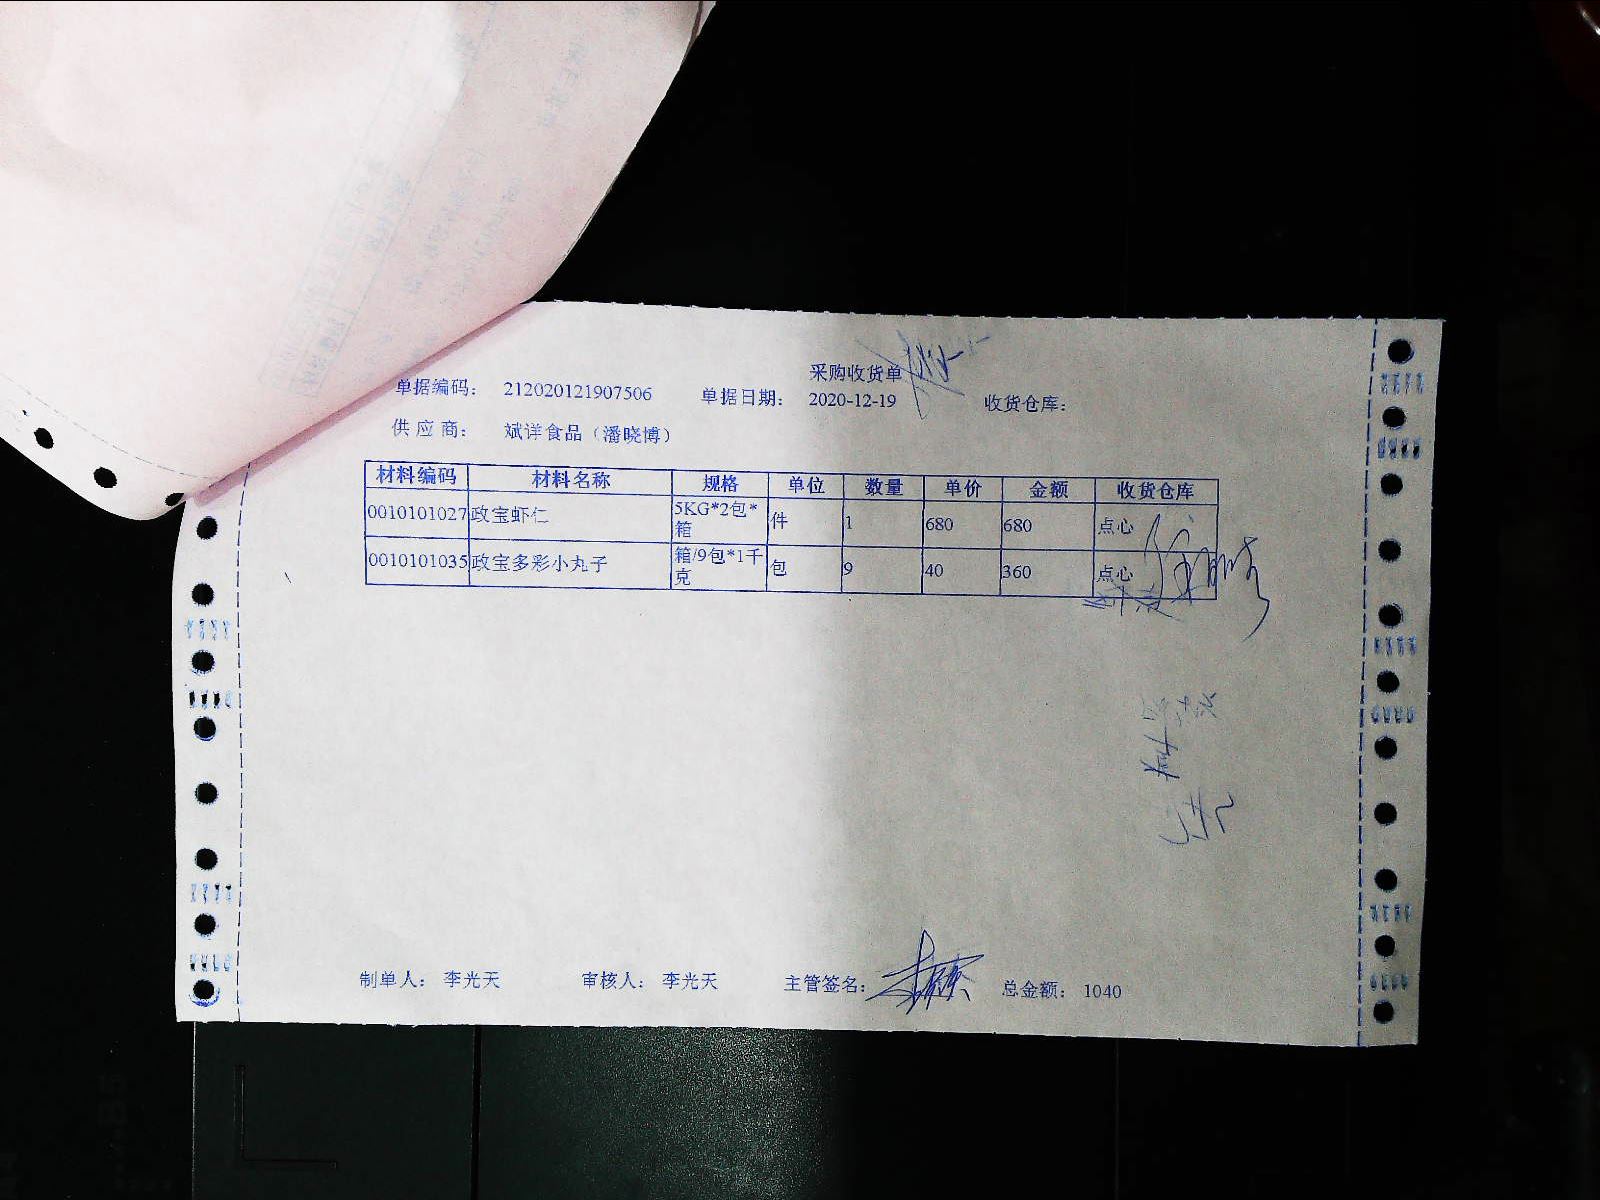 采购收货单
单据编码： 212020121907506 单据日期： 2020-12-19 收货仓库：
供 应 商： 斌详食品（潘晓博）
材料编码 材料名称 规格 单位 数量 单价 金额 收货仓库
0010101027 政宝虾仁 5KG*2包*箱 件 1 680 680 点心
0010101035 政宝多彩小丸子 箱/9包*1千克 包 9 40 360 点心
制单人： 李光天 审核人： 李光天 主管签名： 总金额： 1040